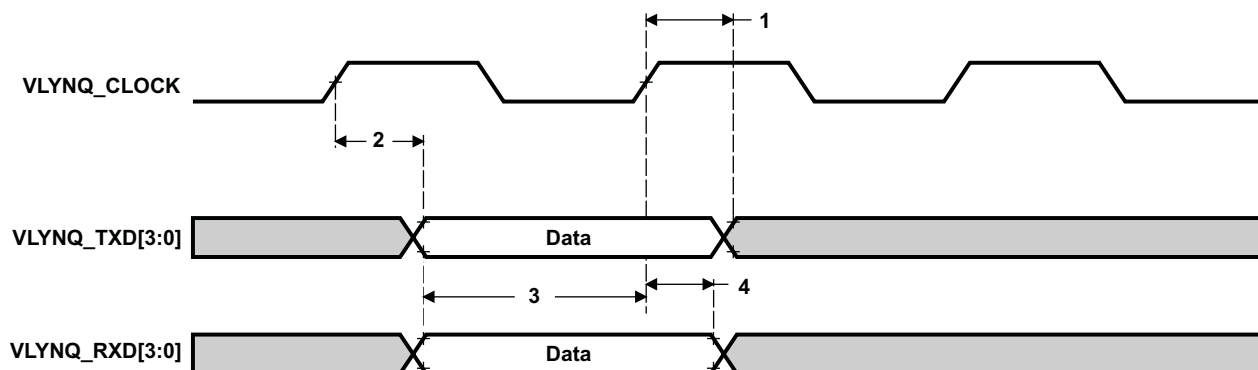 1
VLYNQ_CLOCK
2
VLYNQ_TXD[3:0]
Data
3
4
VLYNQ_RXD[3:0]
Data